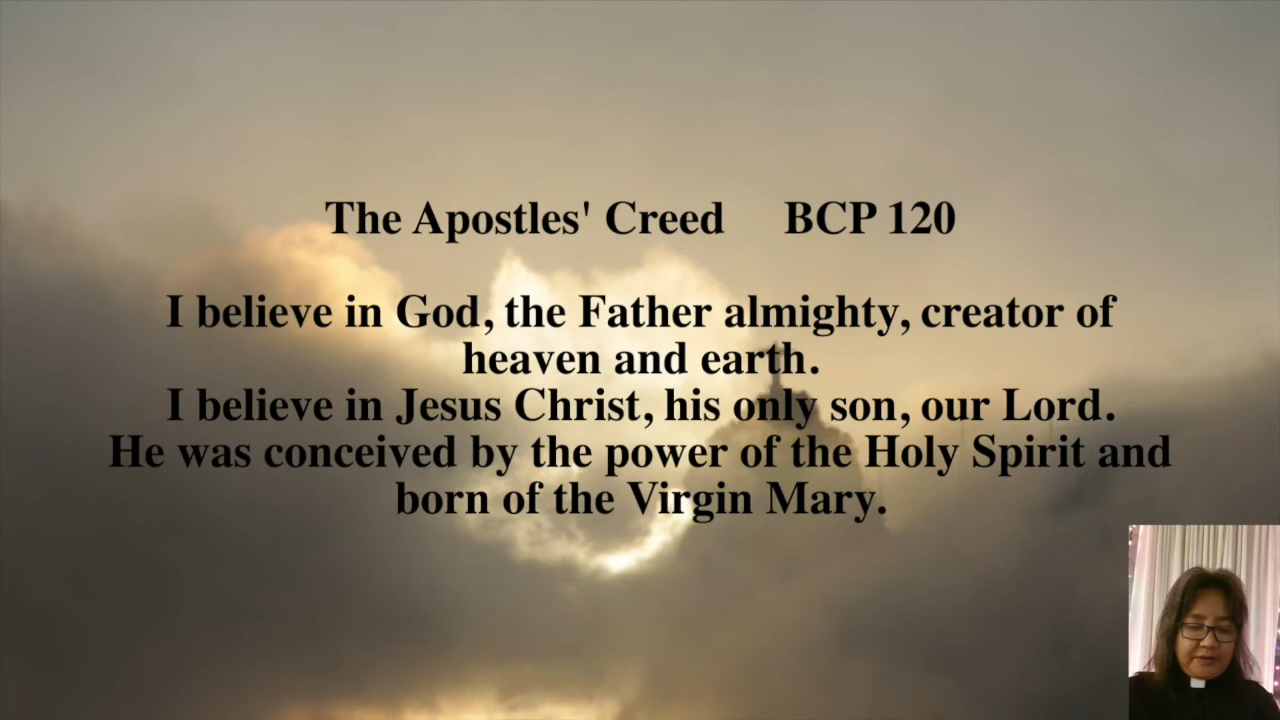 The Apostles' Creed BCP 120
I believe in God, the Father almighty, creator of
heaven and earth.
I believe in Jesus Christ, his only son, our Lord.
He was conceived by the power of the Holy Spirit and
born of the Virgin Mary.